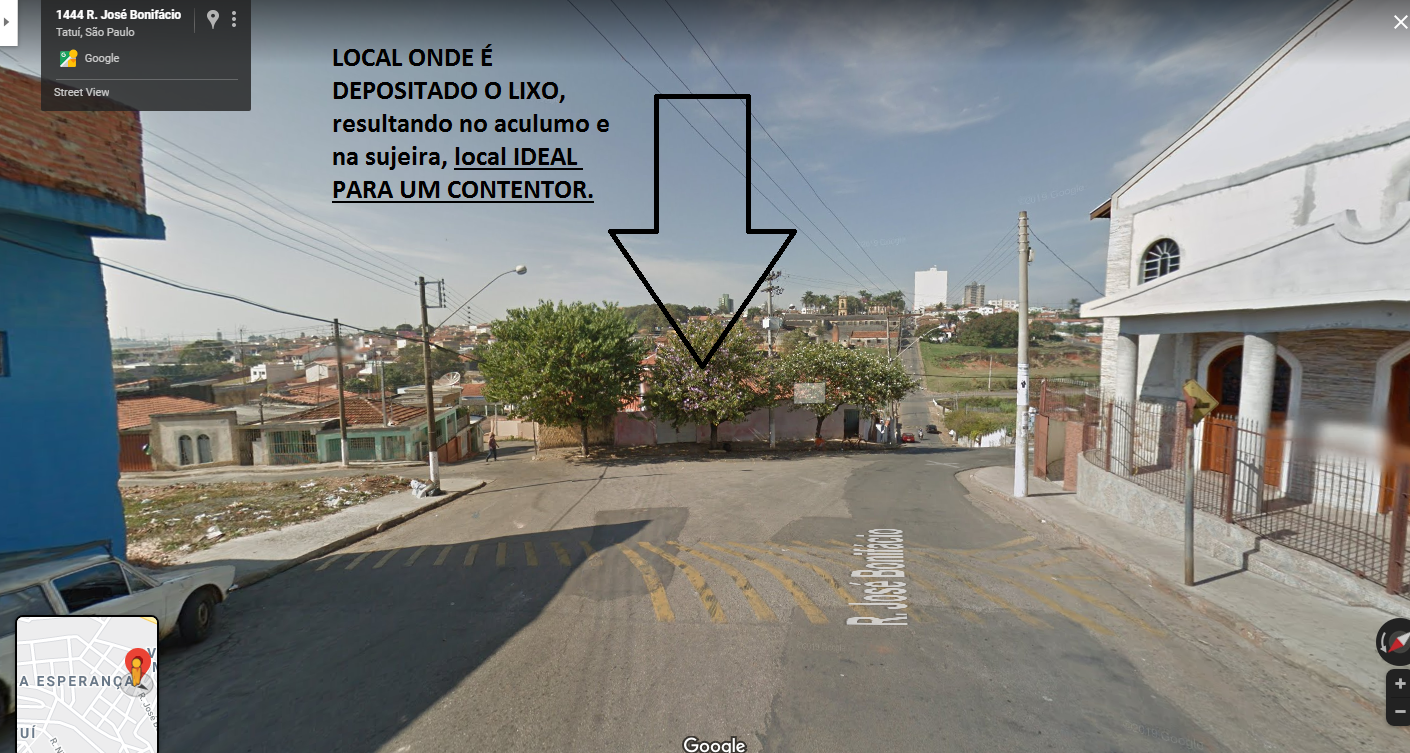 1444 R. José Bonifácio
Tatuí, São Paulo
Google
Street View
LOCAL ONDE É
DEPOSITADO O LIXO,
resultando no aculumo e
na sujeira, local IDEAL
PARA UM CONTENTOR.
R. José Bonifácio
A ESPERANÇA
UÍ
Google